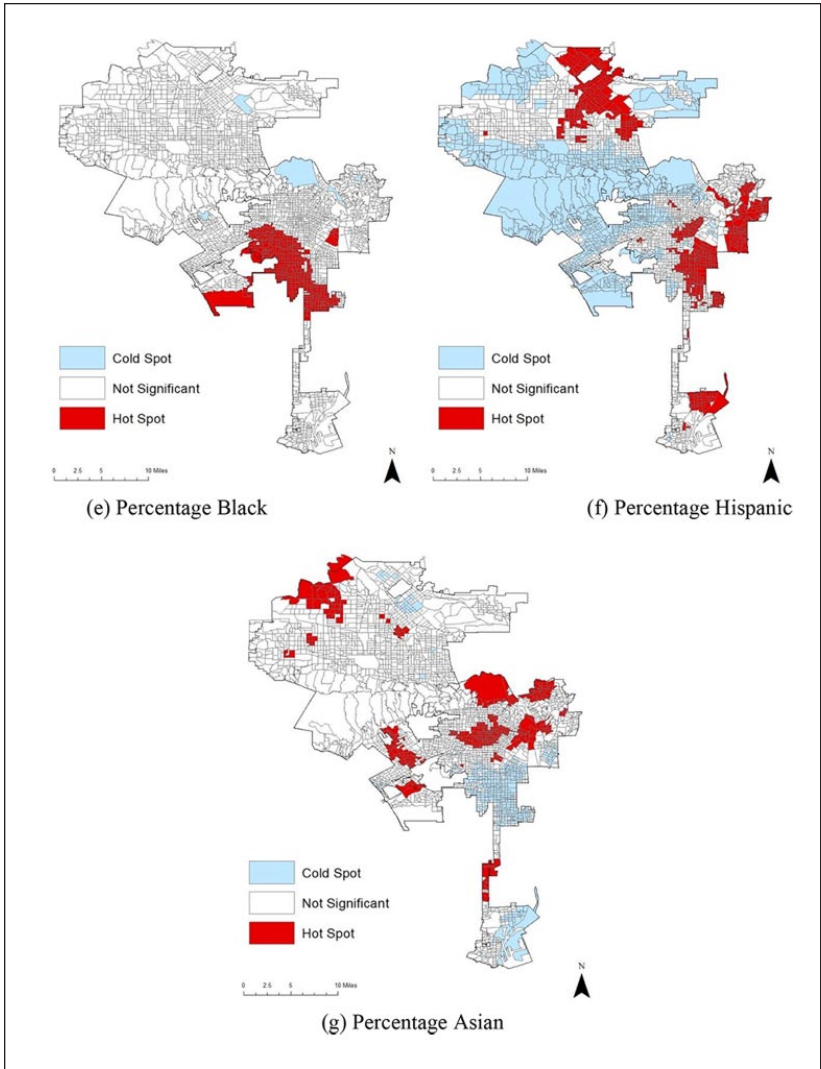 Cold Spot
Not Significant
Hot Spot
0 2.5 5 10 Miles
N
(e) Percentage Black
Cold Spot
Not Significant
Hot Spot
0 2.5 5 10 Miles
N
(f) Percentage Hispanic
Cold Spot
Not Significant
Hot Spot
0 2.5 5 10 Miles
N
(g) Percentage Asian